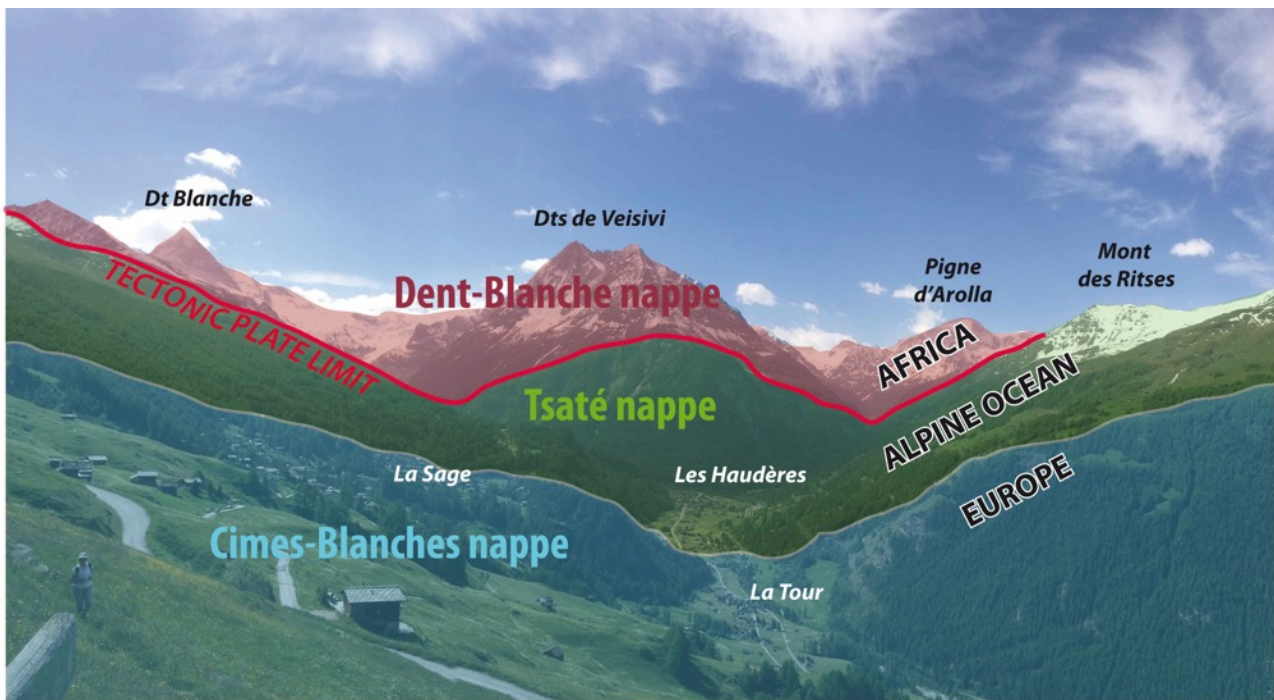 Dt Blanche
Dts de Veisivi
Pigne
d'Arolla
Mont
des Ritses
Dent-Blanche nappe
TECTONIC PLATE LIMIT
AFRICA
Tsaté nappe
ALPINE OCEAN
La Sage
Les Haudères
EUROPE
Cimes-Blanches nappe
La Tour